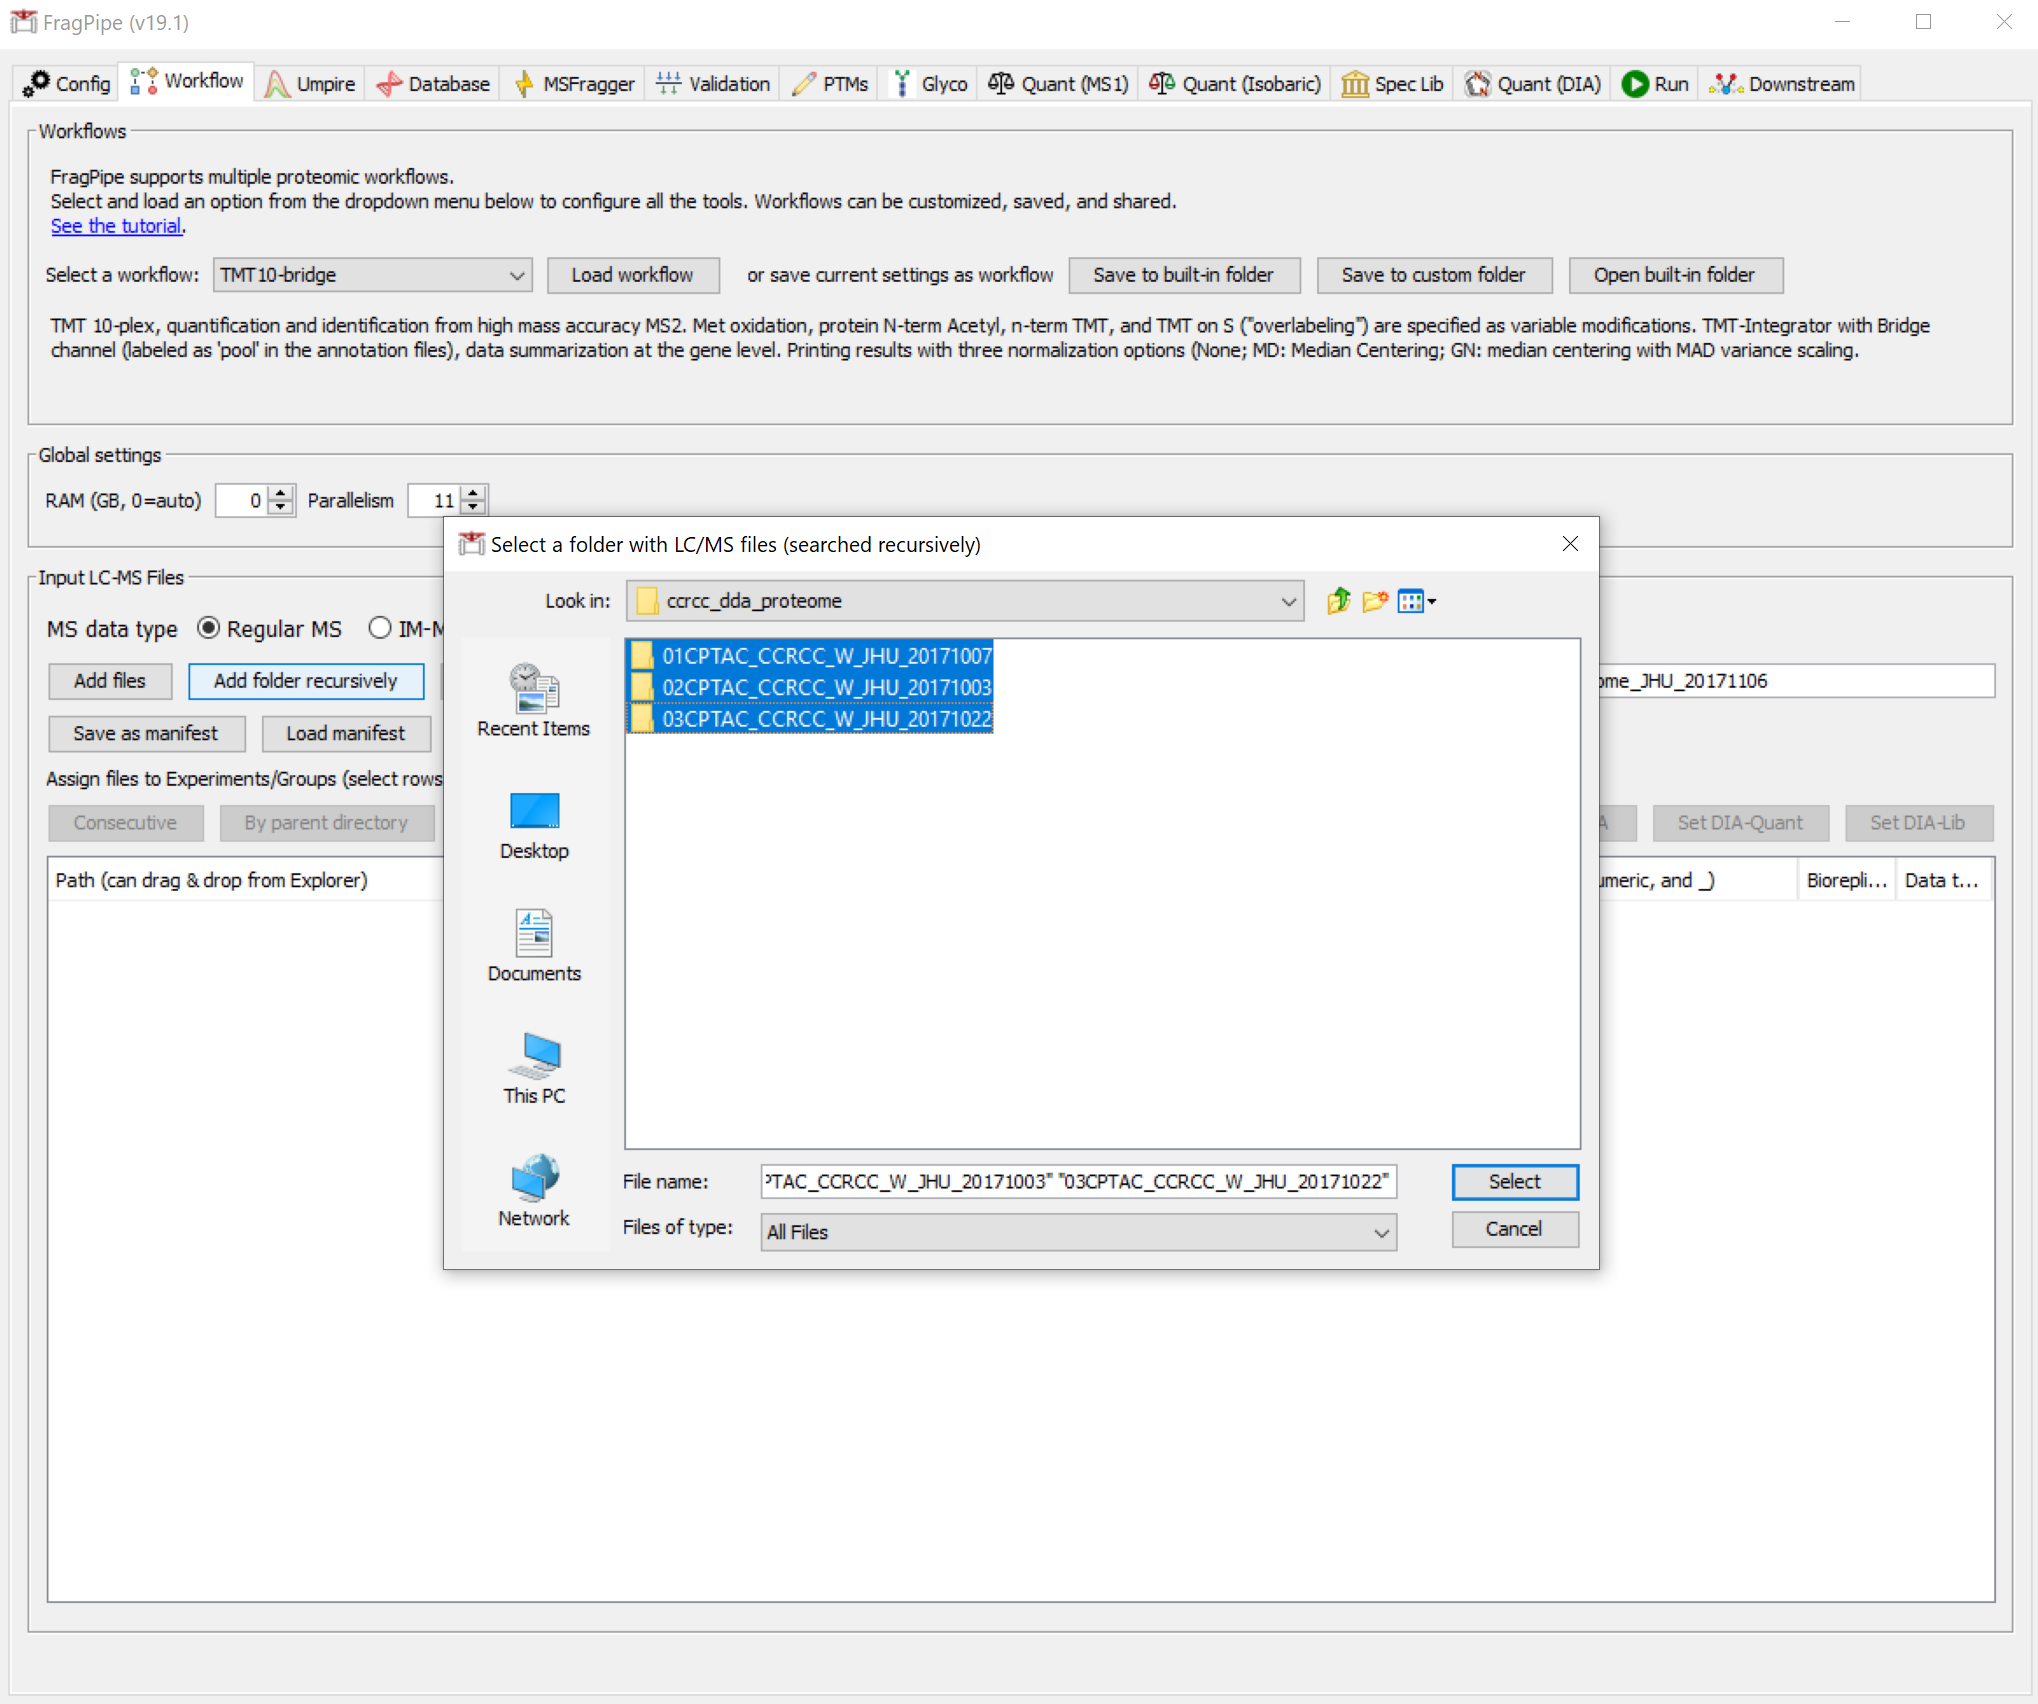 FragPipe (v19.1)
Config Workflow Umpire Database MSFragger Validation PTMs Glyco Quant (MS1) Quant (Isobaric) Spec Lib Quant (DIA) Run Downstream
Workflows
FragPipe supports multiple proteomic workflows.
Select and load an option from the dropdown menu below to configure all the tools. Workflows can be customized, saved, and shared.
See the tutorial.
Select a workflow: TMT10-bridge Load workflow or save current settings as workflow Save to built-in folder Save to custom folder Open built-in folder
TMT 10-plex, quantification and identification from high mass accuracy MS2. Met oxidation, protein N-term Acetyl, n-term TMT, and TMT on S ("overlabeling") are specified as variable modifications. TMT-Integrator with Bridge
channel (labeled as 'pool' in the annotation files), data summarization at the gene level. Printing results with three normalization options (None; MD: Median Centering; GN: median centering with MAD variance scaling.
Global settings
RAM (GB, 0=auto) 0 Parallelism 11
Select a folder with LC/MS files (searched recursively)
Input LC-MS Files
Look in: ccrcc_dda_proteome
MS data type Regular MS IM-M
01CPTAC_CCRCC_W_JHU_20171007
Add files Add folder recursively ome_JHU_20171106
02CPTAC_CCRCC_W_JHU_20171003
03CPTAC_CCRCC_W_JHU_20171022
Recent Items
Save as manifest Load manifest
Assign files to Experiments/Groups (select rows
Consecutive By parent directory A Set DIA-Quant Set DIA-Lib
Desktop
Path (can drag & drop from Explorer) umeric, and _) Biorepli... Data t...
Documents
This PC
Network
File name: PTAC_CCRCC_W_JHU_20171003" "03CPTAC_CCRCC_W_JHU_20171022" Select
Files of type: All Files Cancel